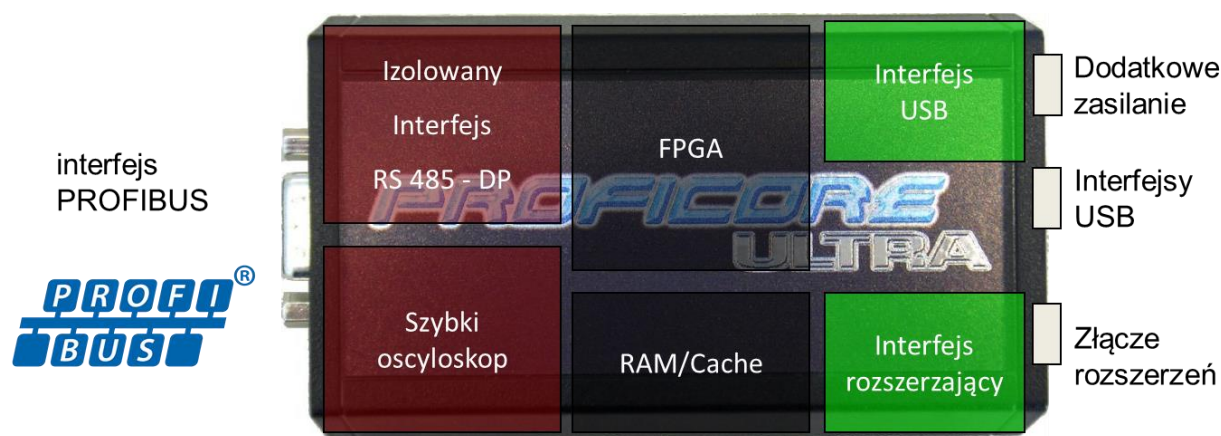 interfejs
PROFIBUS
PROFI®
BUS
Izolowany
Interfejs
RS 485 - DP
Szybki
oscyloskop
FPGA
RAM/Cache
PROFICORE
ULTRA
Interfejs
USB
Interfejs
rozszerzający
Dodatkowe
zasilanie
Interfejsy
USB
Złącze
rozszerzeń